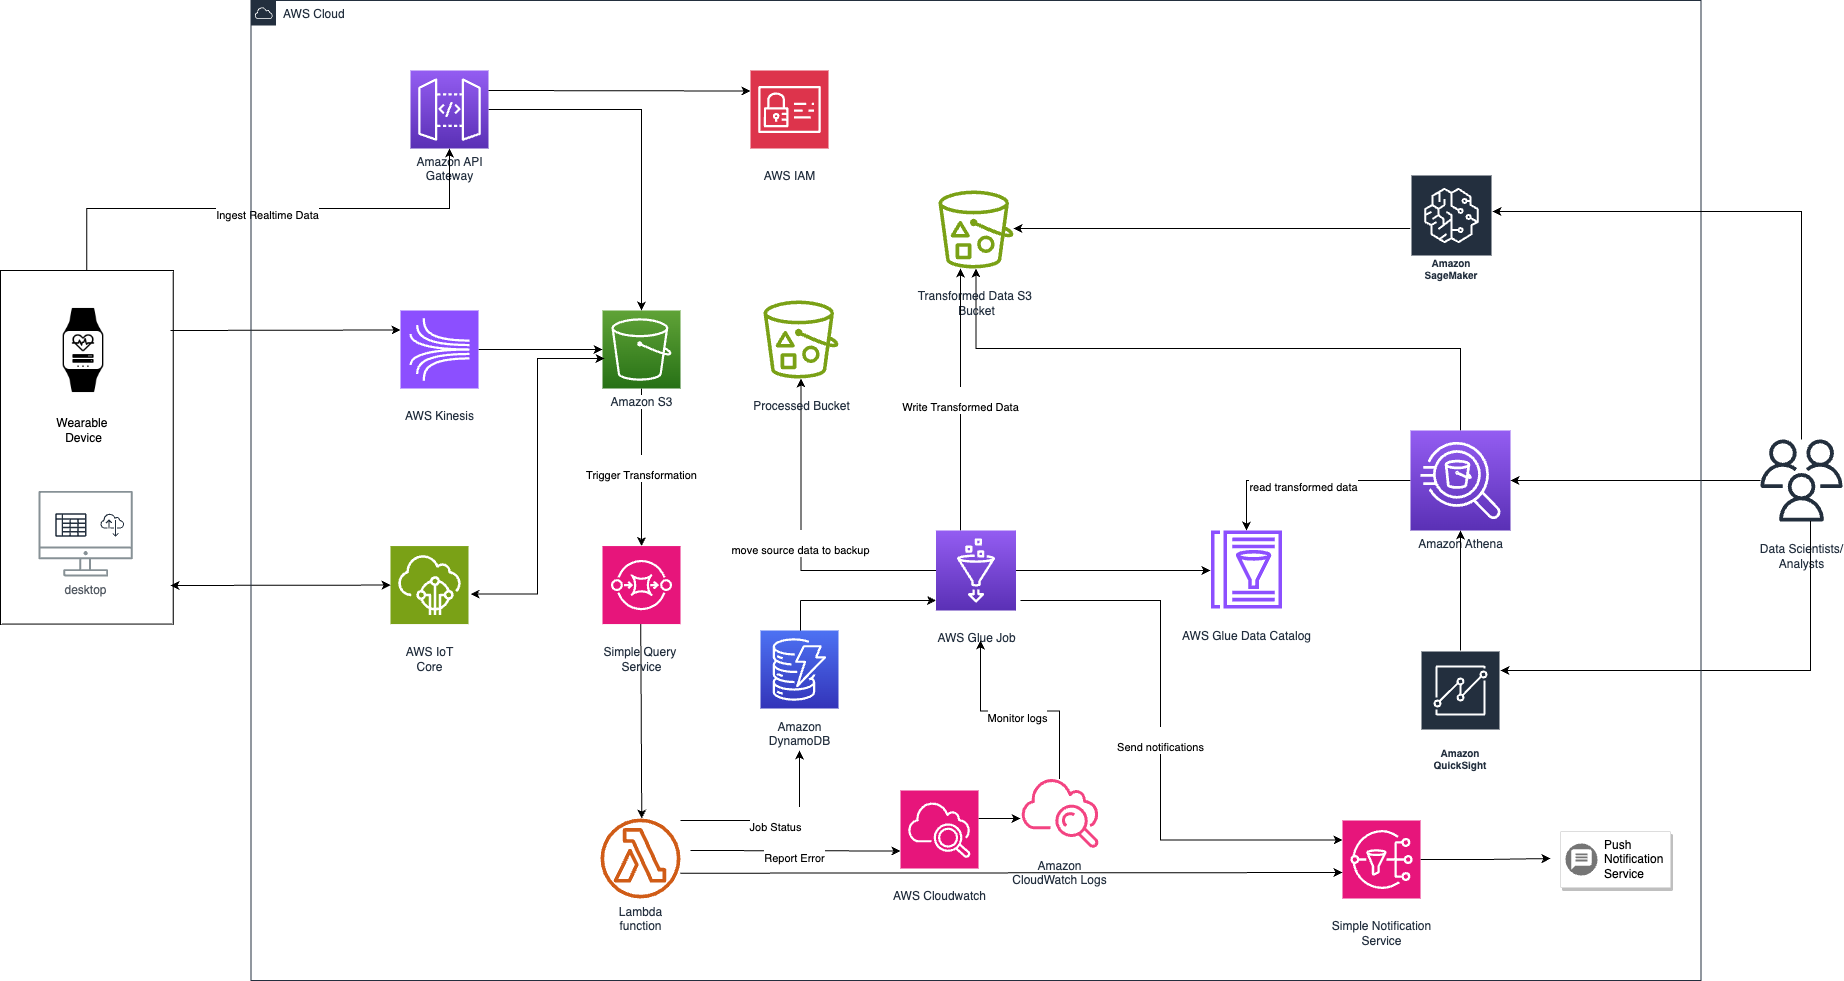 AWS Cloud
Amazon API
Gateway
AWS IAM
Ingest Realtime Data
Amazon
SageMaker
Transformed Data S3
Bucket
Wearable
Device
AWS Kinesis
Amazon S3
Processed Bucket
Write Transformed Data
Trigger Transformation
read transformed data
move source data to backup
Amazon Athena
Data Scientists/
Analysts
desktop
AWS IoT
Core
Simple Query
Service
AWS Glue Job
AWS Glue Data Catalog
Amazon
DynamoDB
Monitor logs
Send notifications
Amazon
QuickSight
Job Status
Report Error
Amazon
CloudWatch Logs
AWS Cloudwatch
Push
Notification
Service
Lambda
function
Simple Notification
Service